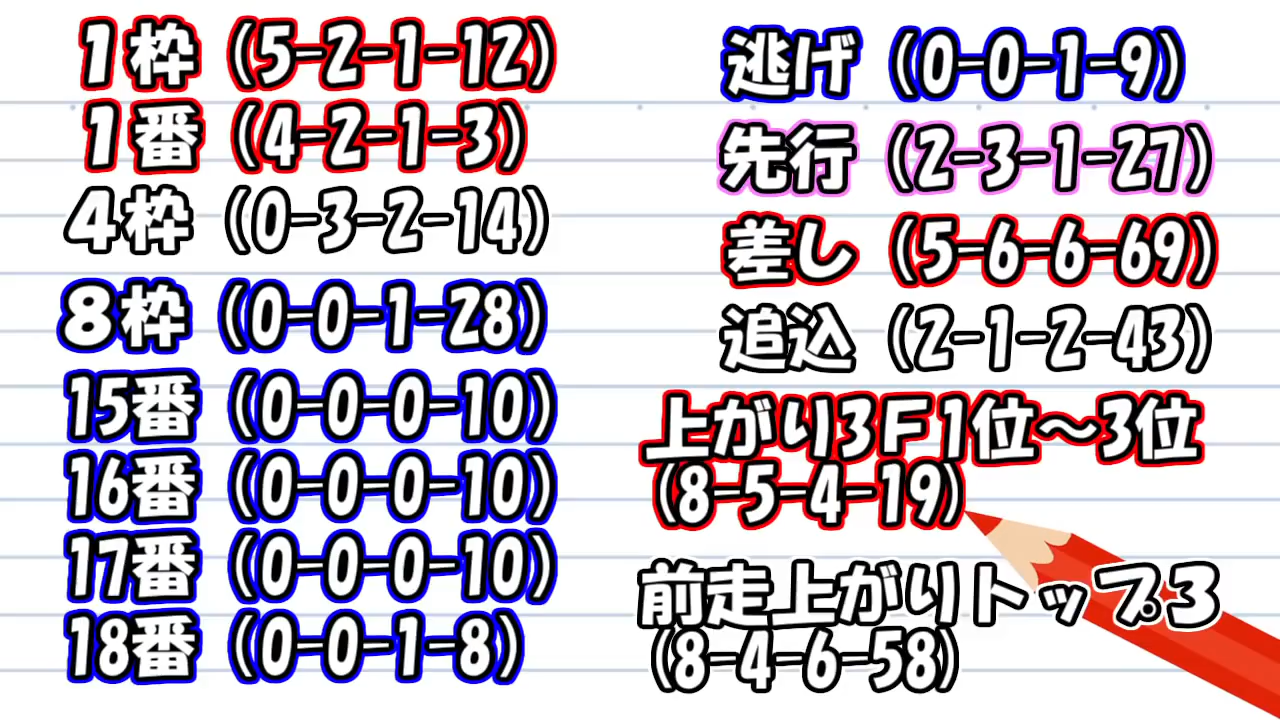 1枠（5-2-1-12）
1番（4-2-1-3）
4枠（0-3-2-14）
8枠（0-0-1-28）
15番（0-0-0-10）
16番（0-0-0-10）
17番（0-0-0-10）
18番（0-0-1-8）
逃げ（0-0-1-9）
先行（2-3-1-27）
差し（5-6-6-69）
追込（2-1-2-43）
上がり3F1位～3位
（8-5-4-19）
前走上がりトップ3
（8-4-6-58）